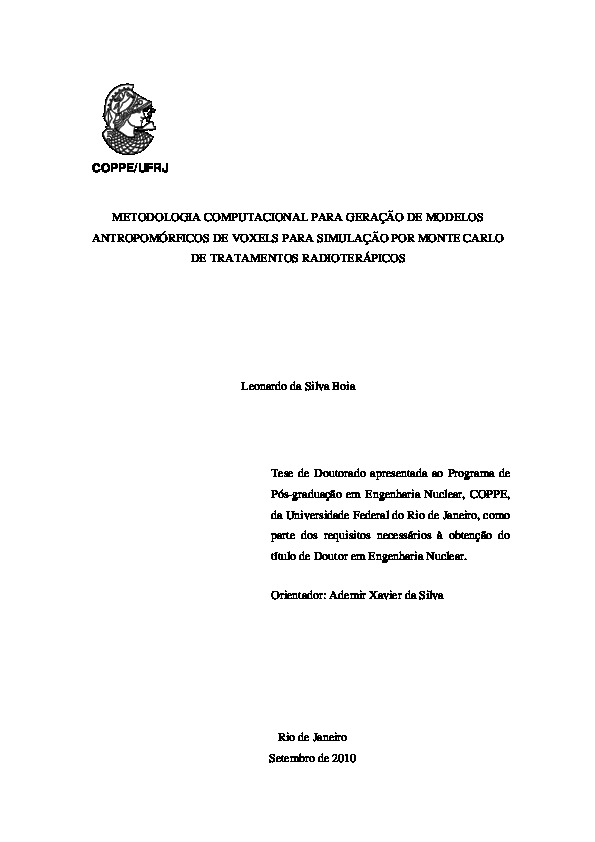 COPPE/UFRJ
METODOLOGIA COMPUTACIONAL PARA GERAÇÃO DE MODELOS
ANTROPOMÓRFICOS DE VOXELS PARA SIMULAÇÃO POR MONTE CARLO
DE TRATAMENTOS RADIOTERÁPICOS
Leonardo da Silva Boia
Tese de Doutorado apresentada ao Programa de
Pós-graduação em Engenharia Nuclear, COPPE,
da Universidade Federal do Rio de Janeiro, como
parte dos requisitos necessários à obtenção do
título de Doutor em Engenharia Nuclear.
Orientador: Ademir Xavier da Silva
Rio de Janeiro
Setembro de 2010